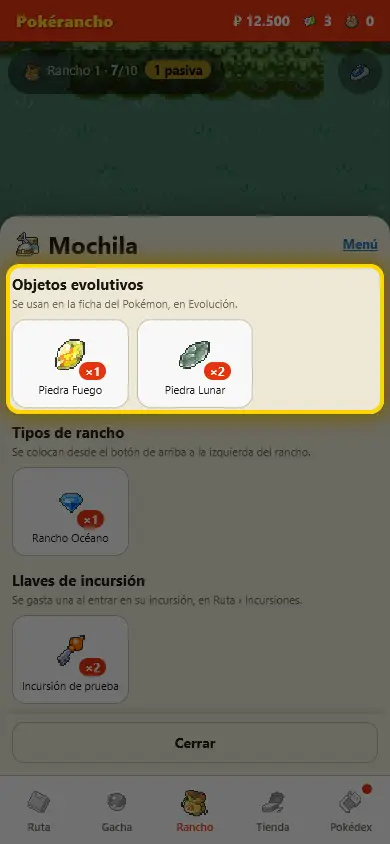 Pokérancho
₽ 12.500
3
0
Rancho 1 · 7/10
1 pasiva
Mochila
Menú
Objetos evolutivos
Se usan en la ficha del Pokémon, en Evolución.
×1
×2
Piedra Fuego
Piedra Lunar
Tipos de rancho
Se colocan desde el botón de arriba a la izquierda del rancho.
×1
Rancho Océano
Llaves de incursión
Se gasta una al entrar en su incursión, en Ruta › Incursiones.
×2
Incursión de prueba
Cerrar
Ruta
Gacha
Rancho
Tienda
Pokédex